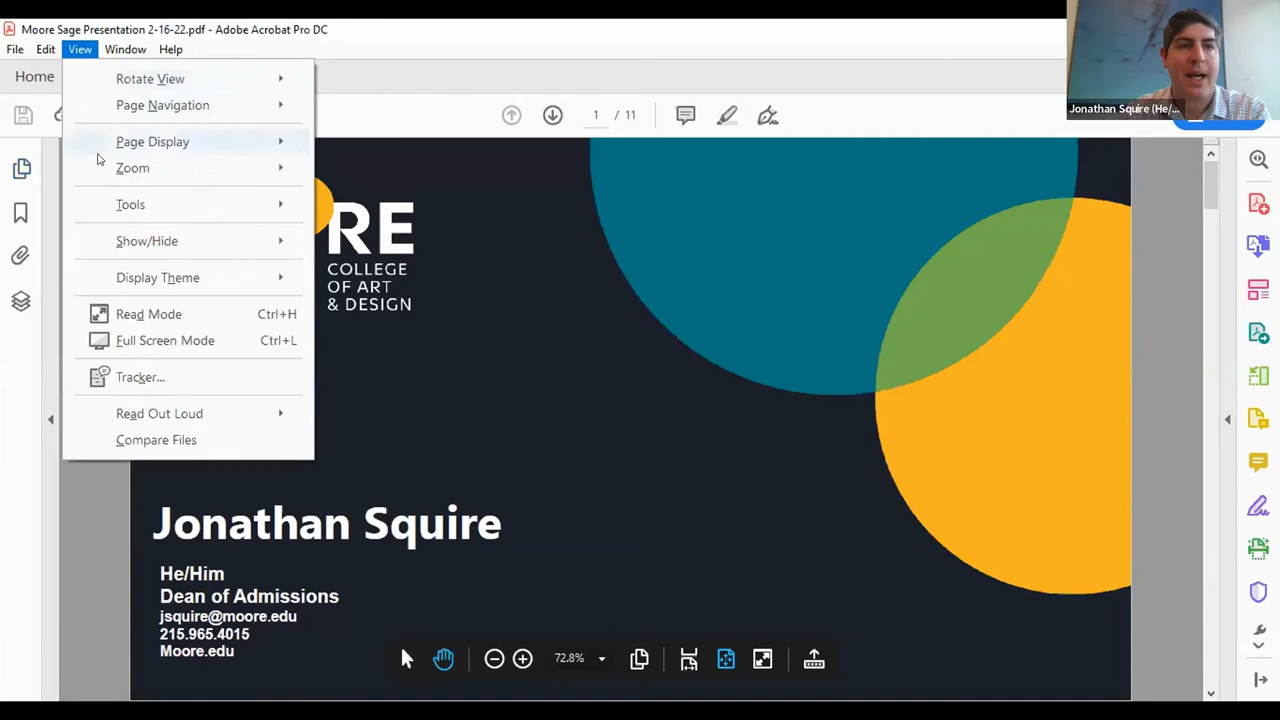 Moore Sage Presentation 2-16-22.pdf - Adobe Acrobat Pro DC
File Edit View Window Help
Home
Jonathan Squire (He/...
Rotate View
Page Navigation
Page Display
Zoom
Tools
Show/Hide
Display Theme
Read Mode Ctrl+H
Full Screen Mode Ctrl+L
Tracker...
Read Out Loud
Compare Files
1 / 11
RE
COLLEGE
OF ART
& DESIGN
Jonathan Squire
He/Him
Dean of Admissions
jsquire@moore.edu
215.965.4015
Moore.edu
72.8%